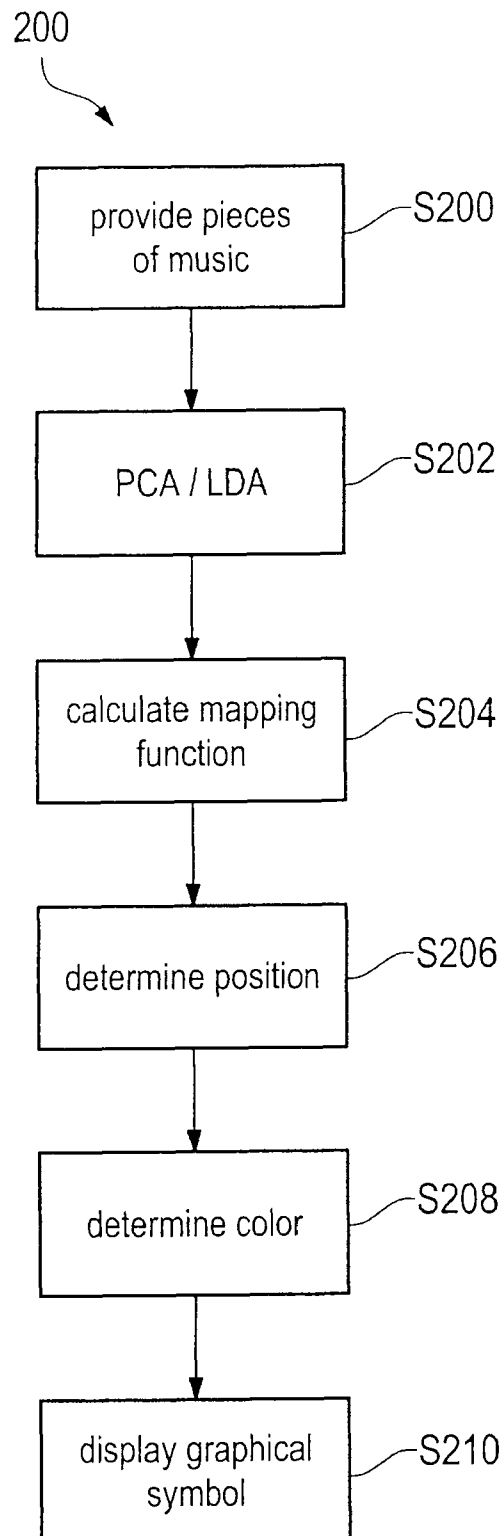 200
provide pieces
of music
S200
PCA / LDA
S202
calculate mapping
function
S204
determine position
S206
determine color
S208
display graphical
symbol
S210